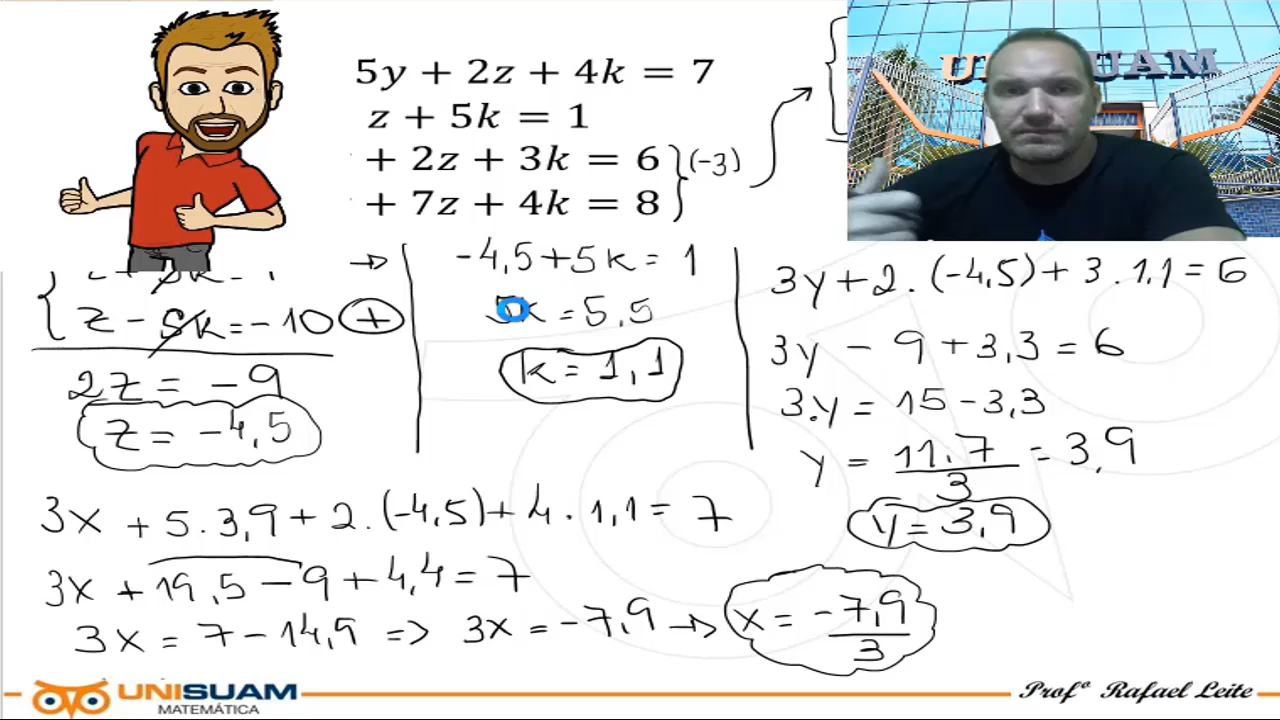 5y + 2z + 4k = 7
z + 5k = 1
+ 2z + 3k = 6
+ 7z + 4k = 8
(-3)
UNISUAM
z - 5k = -10 (+)
2z = -9
z = -4,5
→
-4,5 + 5k = 1
5k = 5,5
k = 1,1
3y + 2 . (-4,5) + 3 . 1,1 = 6
3y - 9 + 3,3 = 6
3.y = 15 - 3,3
y = 11,7/3 = 3,9
y = 3,9
3x + 5 . 3,9 + 2 . (-4,5) + 4 . 1,1 = 7
3x + 19,5 - 9 + 4,4 = 7
3x = 7 - 14,9 => 3x = -7,9 → x = -7,9/3
UNISUAM
MATEMÁTICA
Profº Rafael Leite